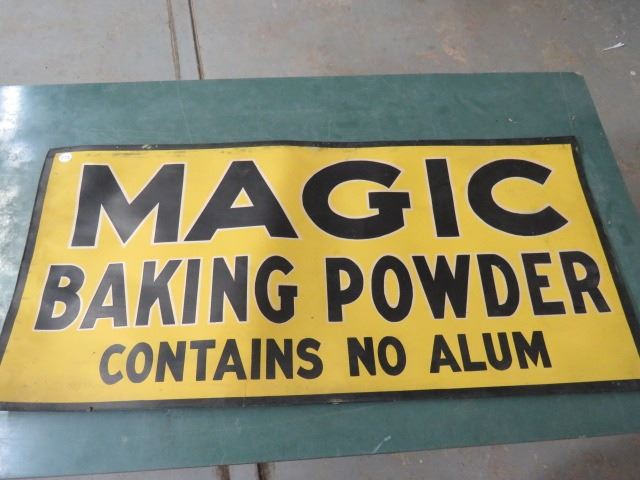 MAGIC
BAKING POWDER
CONTAINS NO ALUM